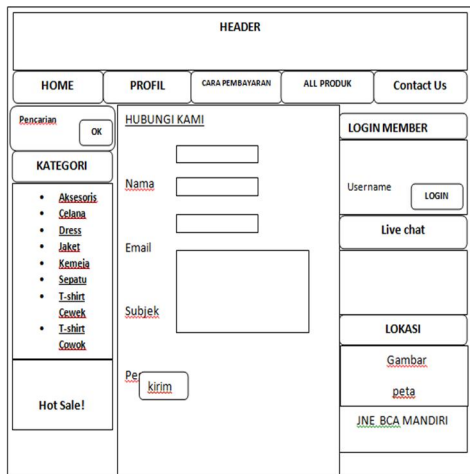 HEADER
HOME
PROFIL
CARA PEMBAYARAN
ALL PRODUK
Contact Us
Pencarian
OK
KATEGORI
• Aksesoris
• Celana
• Dress
• Jaket
• Kemeja
• Sepatu
• T-shirt
Cewek
• T-shirt
Cowok
Hot Sale!
HUBUNGI KAMI
Nama
Email
Subjek
kirim
LOGIN MEMBER
Username
LOGIN
Live chat
LOKASI
Gambar
peta
JNE BCA MANDIRI